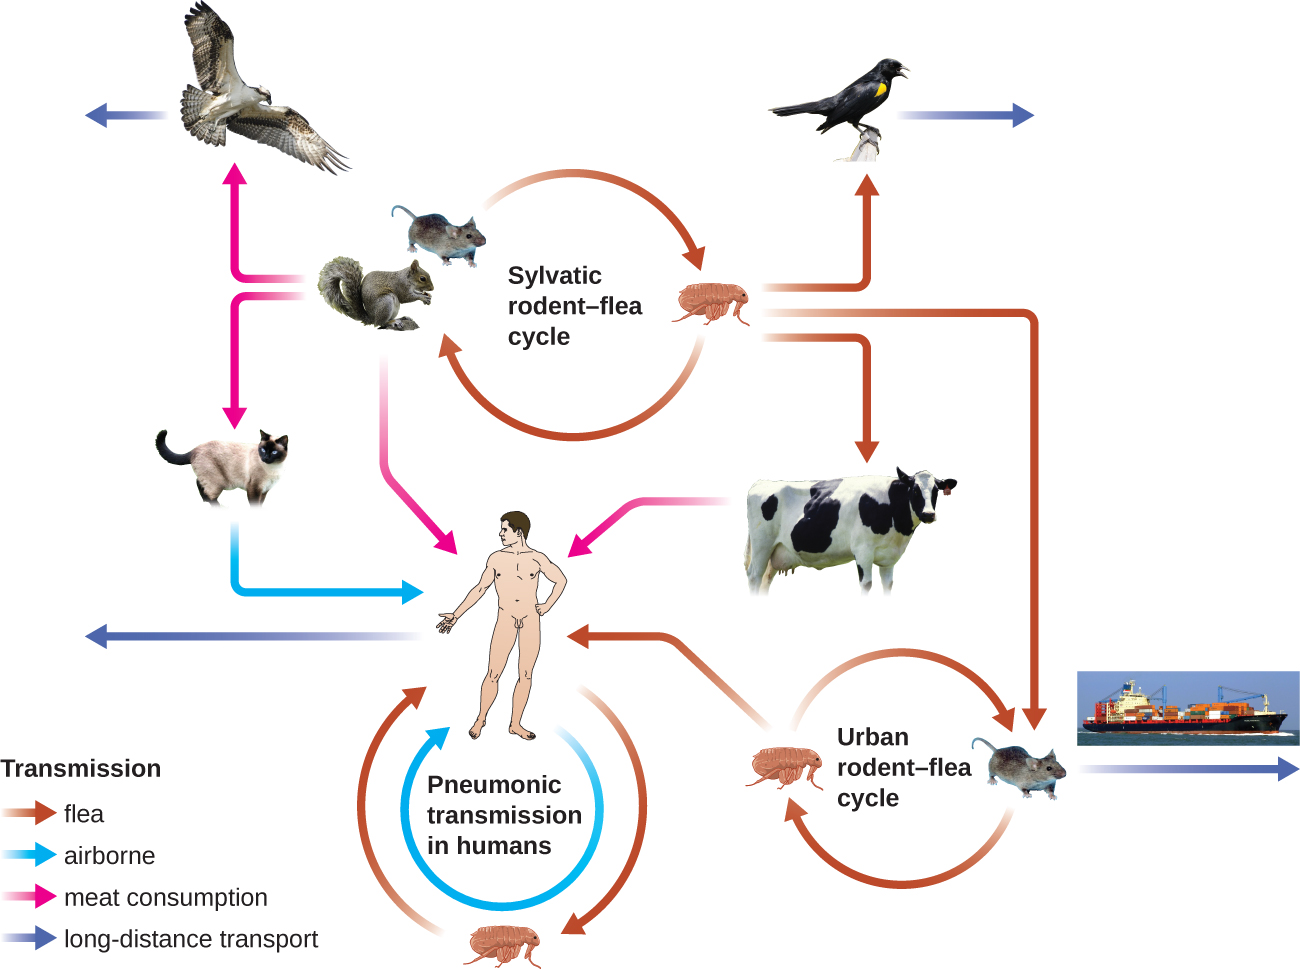 Sylvatic
rodent–flea
cycle
Urban
rodent–flea
cycle
Pneumonic
transmission
in humans
Transmission
flea
airborne
meat consumption
long-distance transport